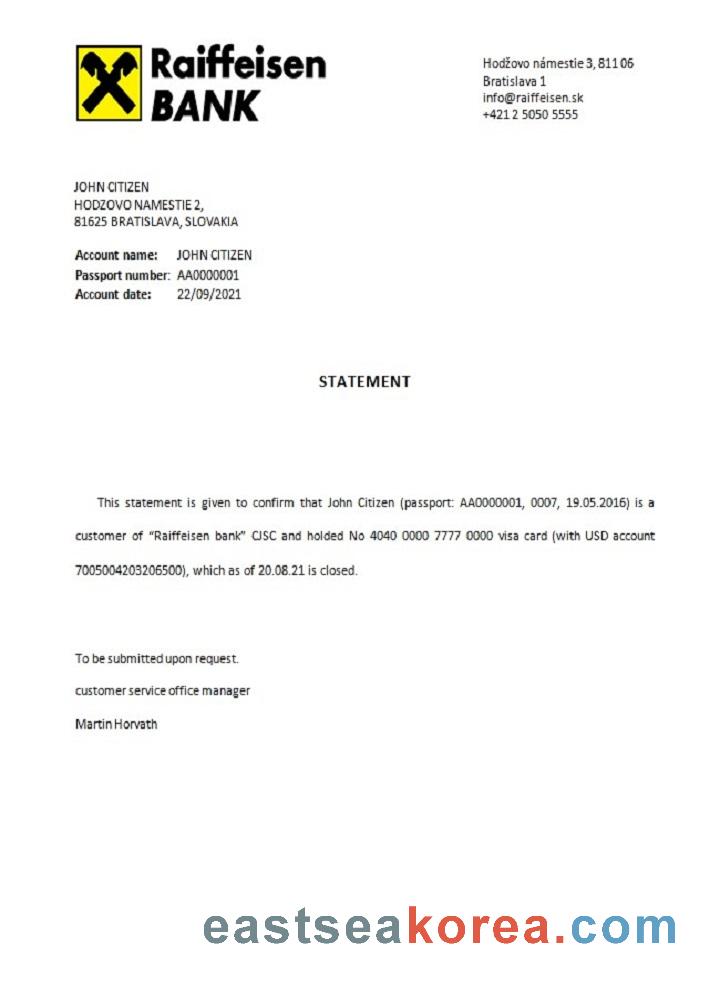 Raiffeisen
BANK
Hodžovo námestie 3, 811 06
Bratislava 1
info@raiffeisen.sk
+421 2 5050 5555
JOHN CITIZEN
HODZOVO NAMESTIE 2,
81625 BRATISLAVA, SLOVAKIA
Account name: JOHN CITIZEN
Passport number: AA0000001
Account date: 22/09/2021
STATEMENT
This statement is given to confirm that John Citizen (passport: AA0000001, 0007, 19.05.2016) is a
customer of “Raiffeisen bank” CJSC and holded No 4040 0000 7777 0000 visa card (with USD account
7005004203206500), which as of 20.08.21 is closed.
To be submitted upon request.
customer service office manager
Martin Horvath
eastseakorea.com